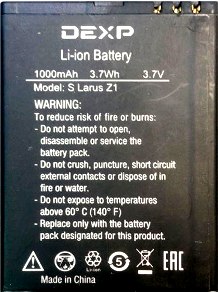 DEXP
Li-ion Battery
1000mAh 3.7Wh 3.7V
Model: S Larus Z1
WARNING:
To reduce risk of fire or burns:
- Do not attempt to open,
disassemble or service the
battery pack.
- Do not crush, puncture, short circuit
external contacts or dispose of in
fire or water.
- Do not expose to temperatures
above 60° C (140° F)
- Replace only with the battery
pack designated for this product.
Li-ion 5
Made in China